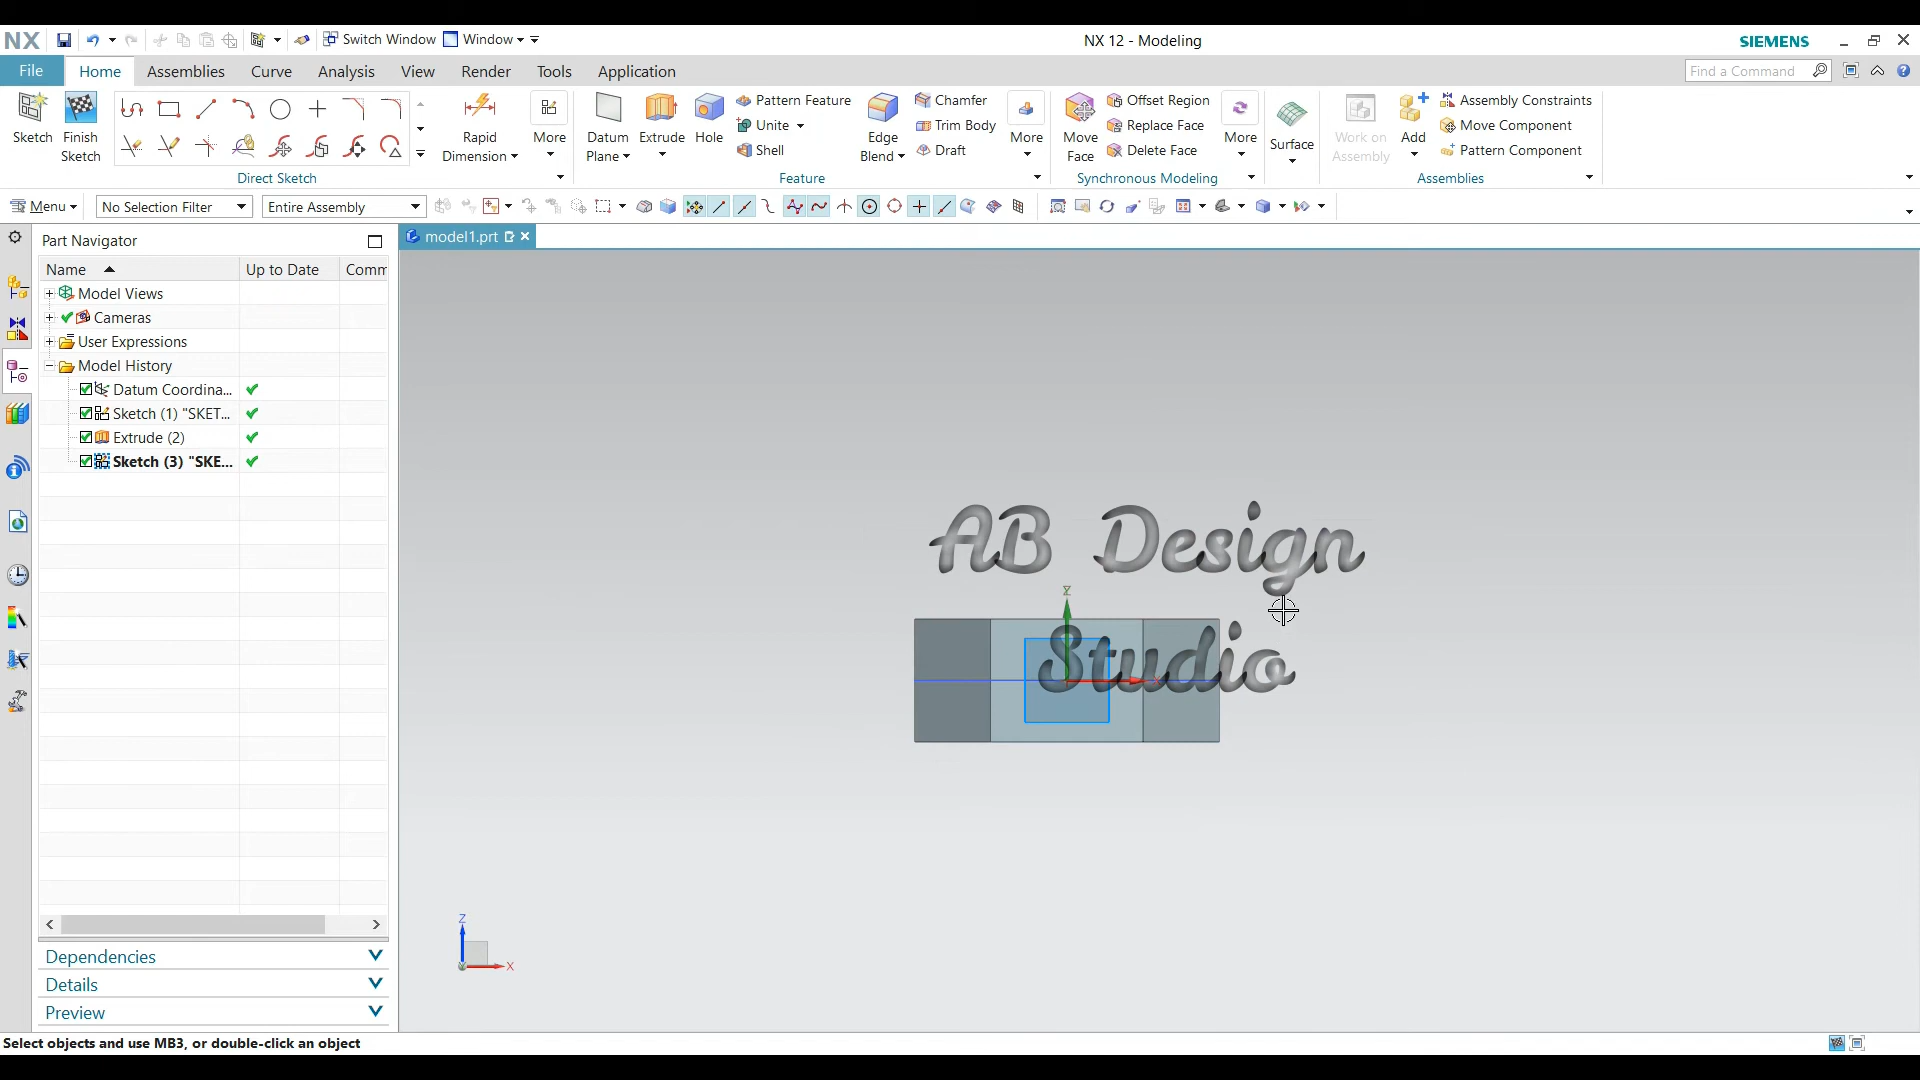 NX
Switch Window
Window
NX 12 - Modeling
SIEMENS
File
Home
Assemblies
Curve
Analysis
View
Render
Tools
Application
Find a Command
Sketch
Finish
Sketch
Rapid
Dimension
More
Datum
Plane
Extrude
Hole
Pattern Feature
Unite
Shell
Edge
Blend
Chamfer
Trim Body
Draft
More
Move
Face
Offset Region
Replace Face
Delete Face
More
Surface
Work on
Assembly
Add
Assembly Constraints
Move Component
Pattern Component
Direct Sketch
Feature
Synchronous Modeling
Assemblies
Menu
No Selection Filter
Entire Assembly
Part Navigator
model1.prt
Name
Up to Date
Comm
Model Views
Cameras
User Expressions
Model History
Datum Coordina...
Sketch (1) "SKET...
Extrude (2)
Sketch (3) "SKE...
AB Design
Studio
Z
X
Z
X
Dependencies
Details
Preview
Select objects and use MB3, or double-click an object